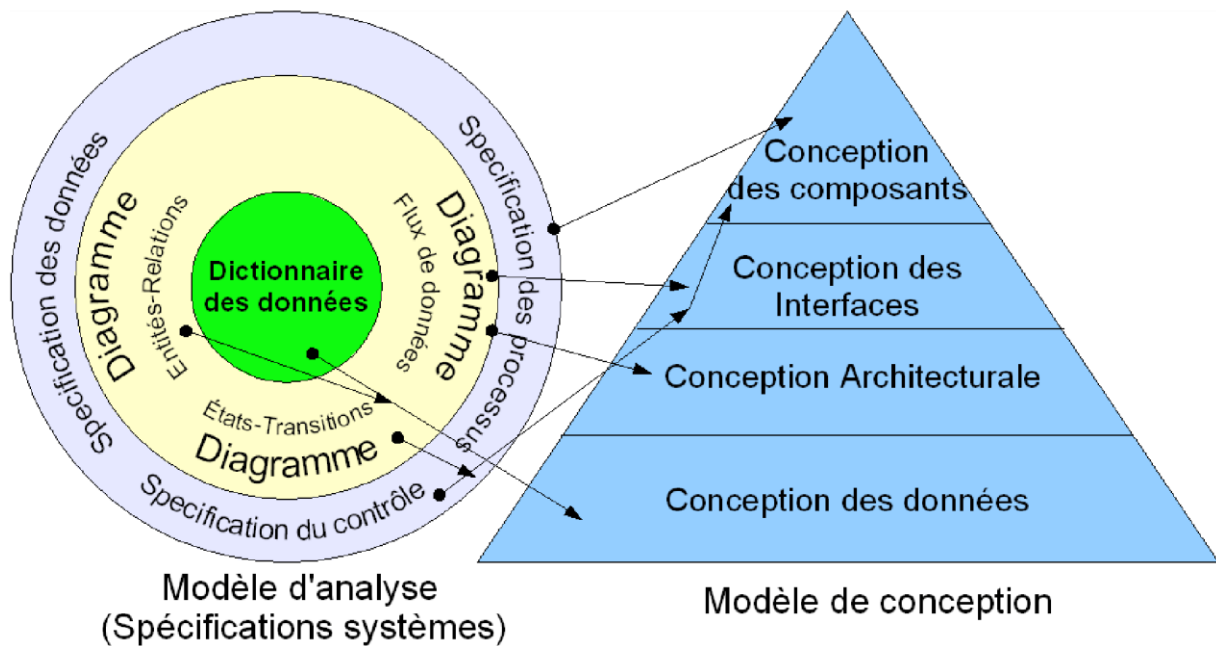 Specification des données
Specification des processus
Specification du contrôle
Diagramme
Entités-Relations
Diagramme
Flux de données
États-Transitions
Diagramme
Dictionnaire
des données
Modèle d'analyse
(Spécifications systèmes)
Conception
des composants
Conception des
Interfaces
Conception Architecturale
Conception des données
Modèle de conception